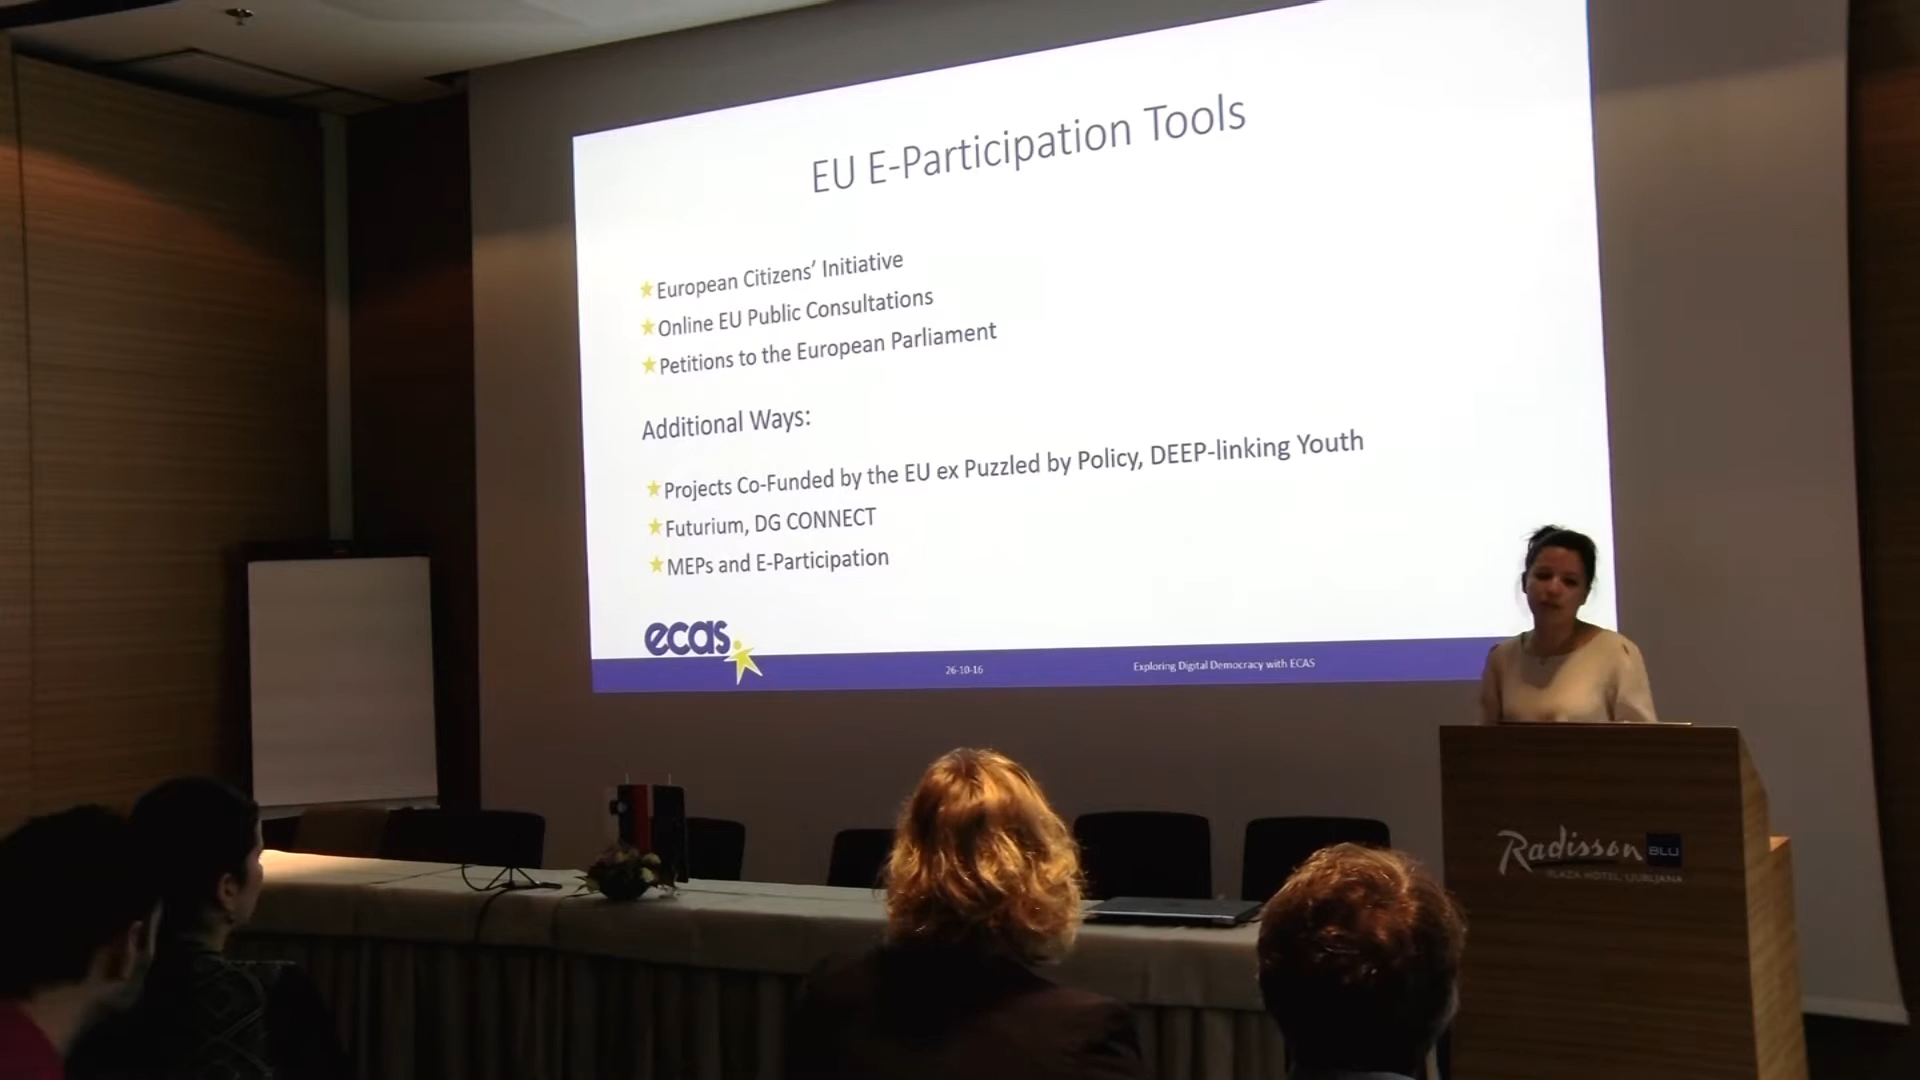 EU E-Participation Tools
European Citizens' Initiative
Online EU Public Consultations
Petitions to the European Parliament
Additional Ways:
Projects Co-Funded by the EU ex Puzzled by Policy, DEEP-linking Youth
Futurium, DG CONNECT
MEPs and E-Participation
ecas
26-10-16
Exploring Digital Democracy with ECAS
Radisson BLU
PLAZA HOTEL, LJUBLJANA